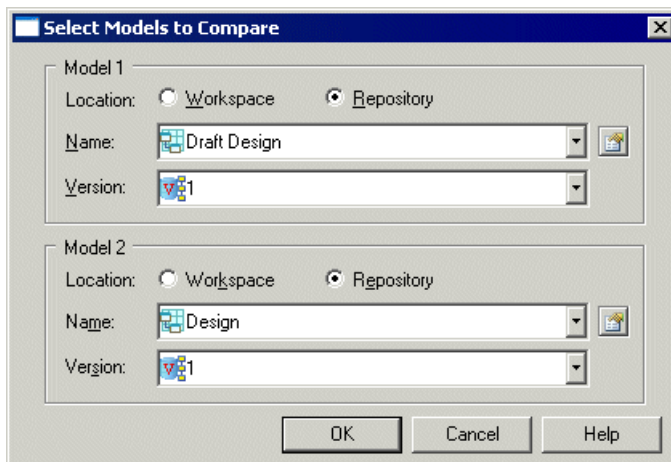 Select Models to Compare
Model 1
Location: Workspace Repository
Name: Draft Design
Version: 1
Model 2
Location: Workspace Repository
Name: Design
Version: 1
OK Cancel Help